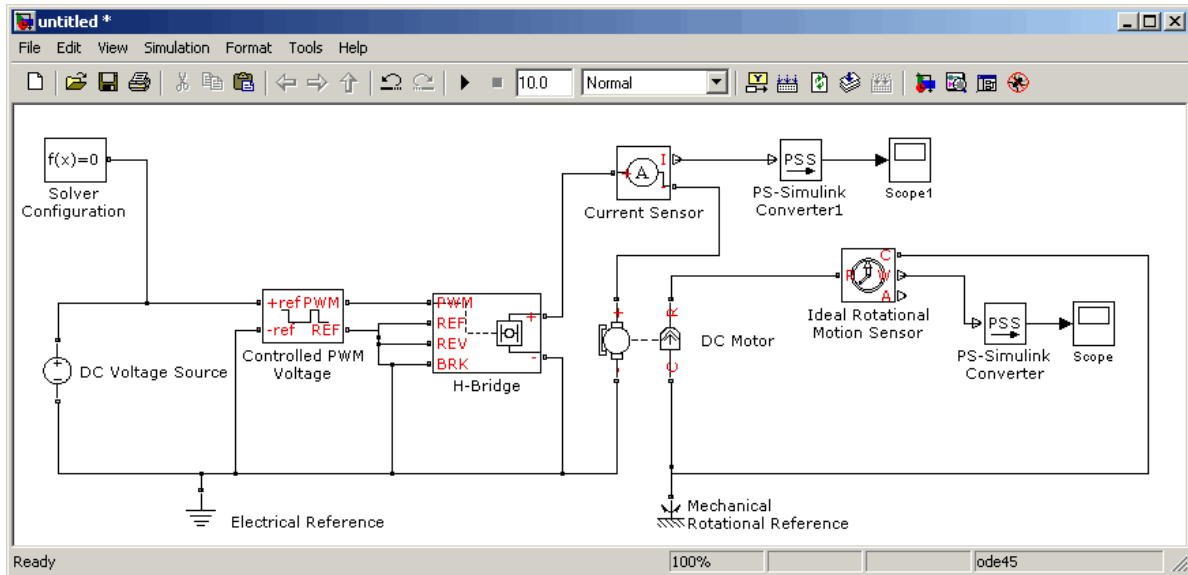 untitled *
File Edit View Simulation Format Tools Help
10.0 Normal
f(x)=0
Solver
Configuration
DC Voltage Source
+ref PWM
-ref REF
Controlled PWM
Voltage
PWM
REF
REV
BRK
+
-
H-Bridge
+ A I
-
Current Sensor
PSS
PS-Simulink
Converter1
Scope1
+
-
R
C
DC Motor
R C
W
A
Ideal Rotational
Motion Sensor
PSS
PS-Simulink
Converter
Scope
Electrical Reference
Mechanical
Rotational Reference
Ready 100% ode45